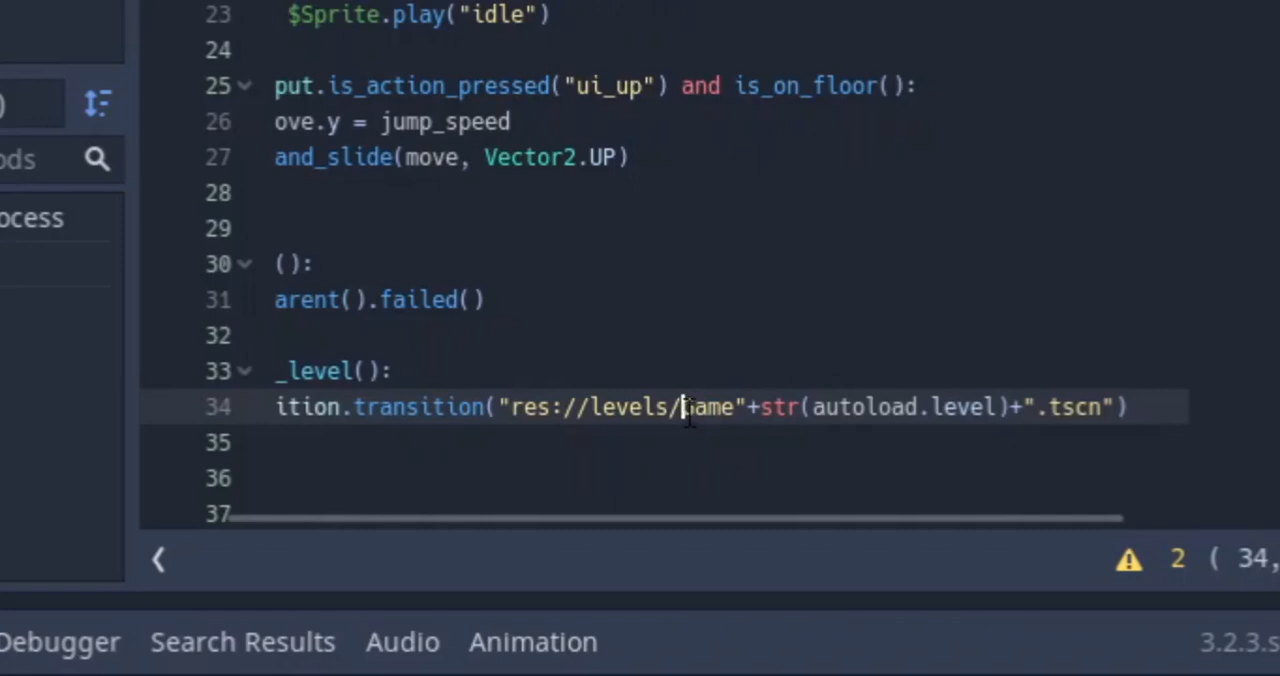 23 $Sprite.play("idle")
24
)
25 put.is_action_pressed("ui_up") and is_on_floor():
26 ove.y = jump_speed
ods
27 and_slide(move, Vector2.UP)
28
ocess
29
30 ():
31 arent().failed()
32
33 _level():
34 ition.transition("res://levels/game"+str(autoload.level)+".tscn")
35
36
37
2 ( 34,
Debugger Search Results Audio Animation 3.2.3.s